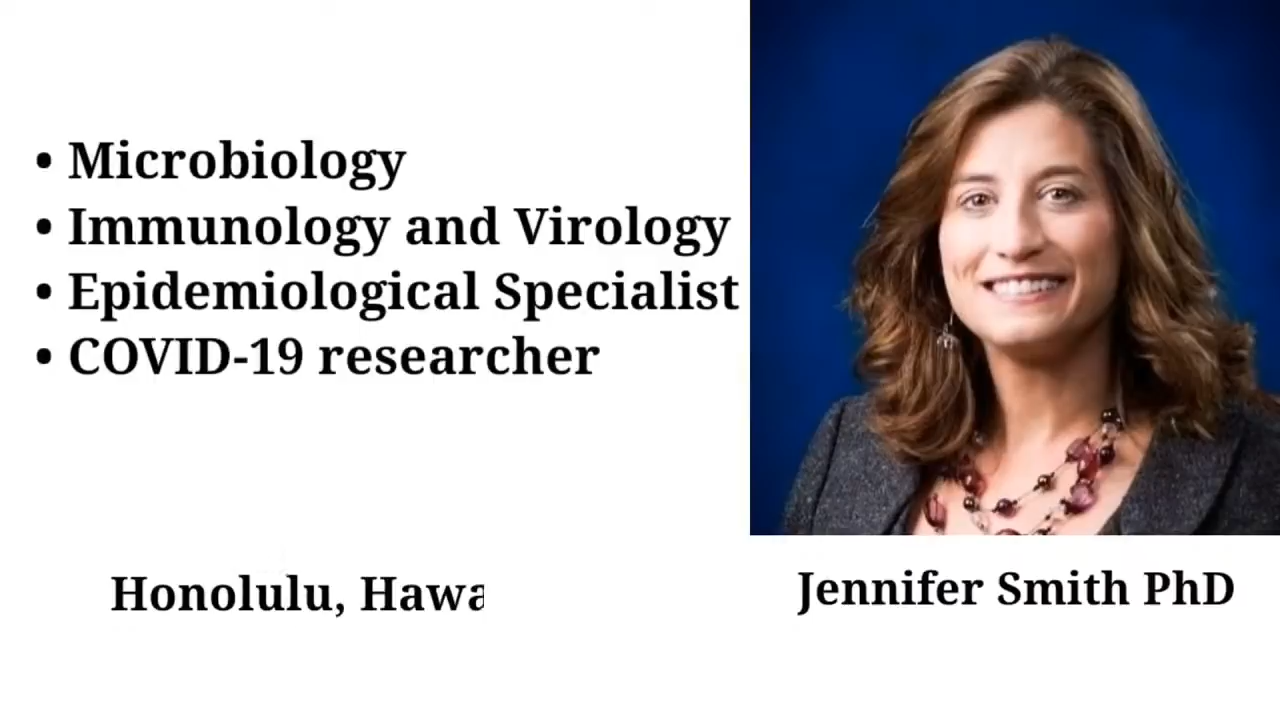 • Microbiology
• Immunology and Virology
• Epidemiological Specialist
• COVID-19 researcher
Honolulu, Hawa
Jennifer Smith PhD